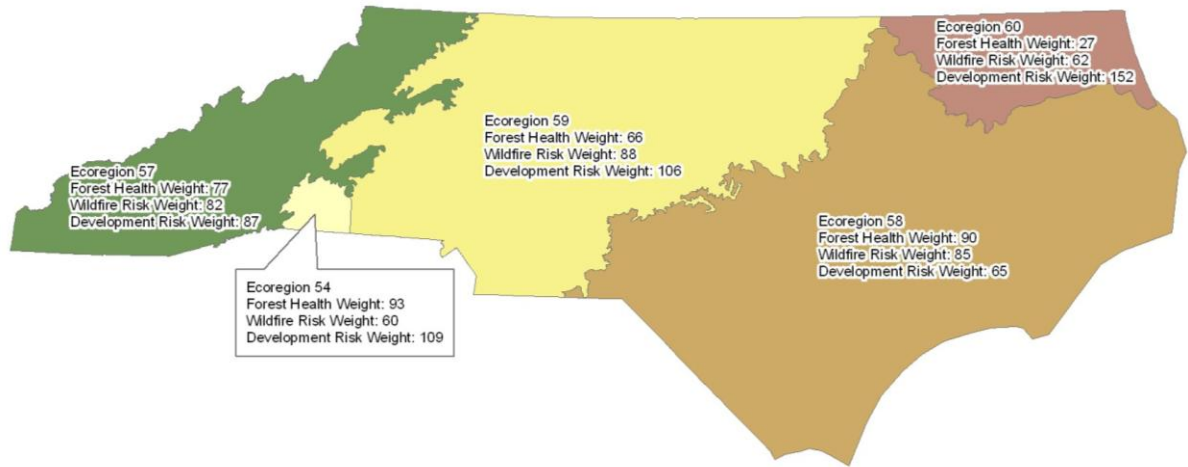 Ecoregion 60
Forest Health Weight: 27
Wildfire Risk Weight: 62
Development Risk Weight: 152
Ecoregion 59
Forest Health Weight: 66
Wildfire Risk Weight: 88
Development Risk Weight: 106
Ecoregion 57
Forest Health Weight: 77
Wildfire Risk Weight: 82
Development Risk Weight: 87
Ecoregion 58
Forest Health Weight: 90
Wildfire Risk Weight: 85
Development Risk Weight: 65
Ecoregion 54
Forest Health Weight: 93
Wildfire Risk Weight: 60
Development Risk Weight: 109